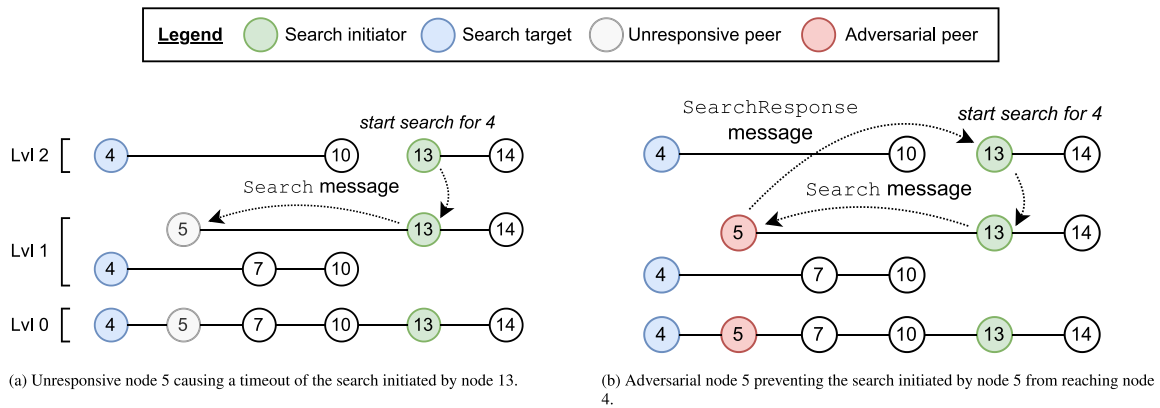 Legend Search initiator Search target Unresponsive peer Adversarial peer
start search for 4
Lvl 2 4 10 13 14
Search message
Lvl 1 5 13 14
4 7 10
Lvl 0 4 5 7 10 13 14
(a) Unresponsive node 5 causing a timeout of the search initiated by node 13.
SearchResponse
message
start search for 4
4 10 13 14
Search message
5 13 14
4 7 10
4 5 7 10 13 14
(b) Adversarial node 5 preventing the search initiated by node 5 from reaching node
4.